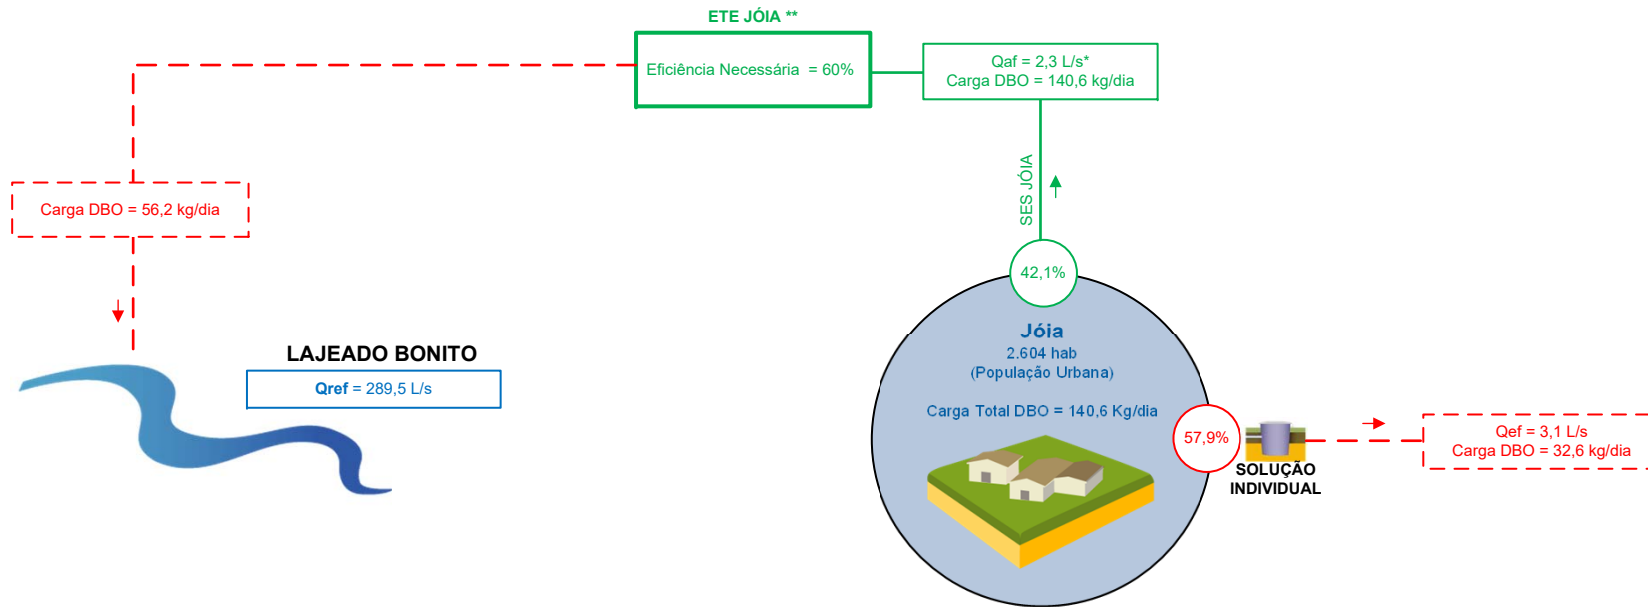 ETE JÓIA **
Eficiência Necessária = 60%
Qaf = 2,3 L/s*
Carga DBO = 140,6 kg/dia
SES JÓIA
Carga DBO = 56,2 kg/dia
42,1%
LAJEADO BONITO
Qref = 289,5 L/s
Jóia
2.604 hab
(População Urbana)
Carga Total DBO = 140,6 Kg/dia
57,9%
SOLUÇÃO
INDIVIDUAL
Qef = 3,1 L/s
Carga DBO = 32,6 kg/dia